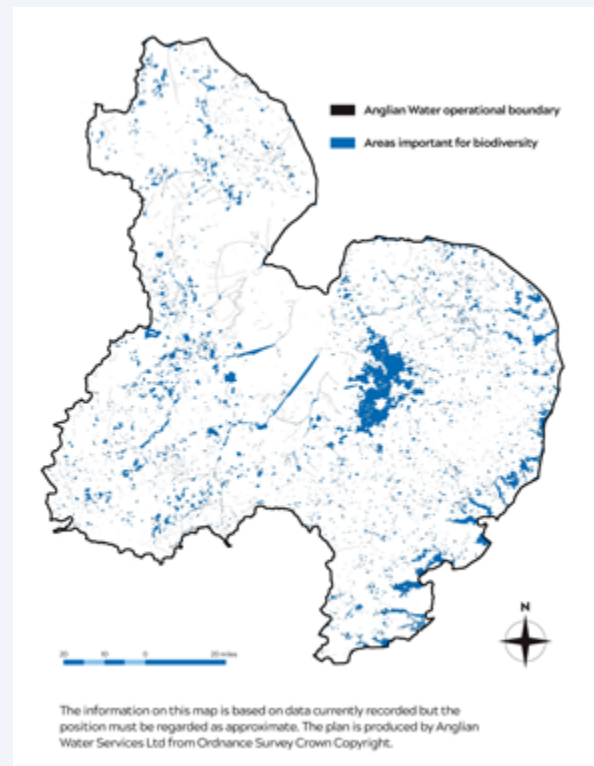 Anglian Water operational boundary
Areas important for biodiversity
N
20 10 0 20 miles
The information on this map is based on data currently recorded but the
position must be regarded as approximate. The plan is produced by Anglian
Water Services Ltd from Ordnance Survey Crown Copyright.